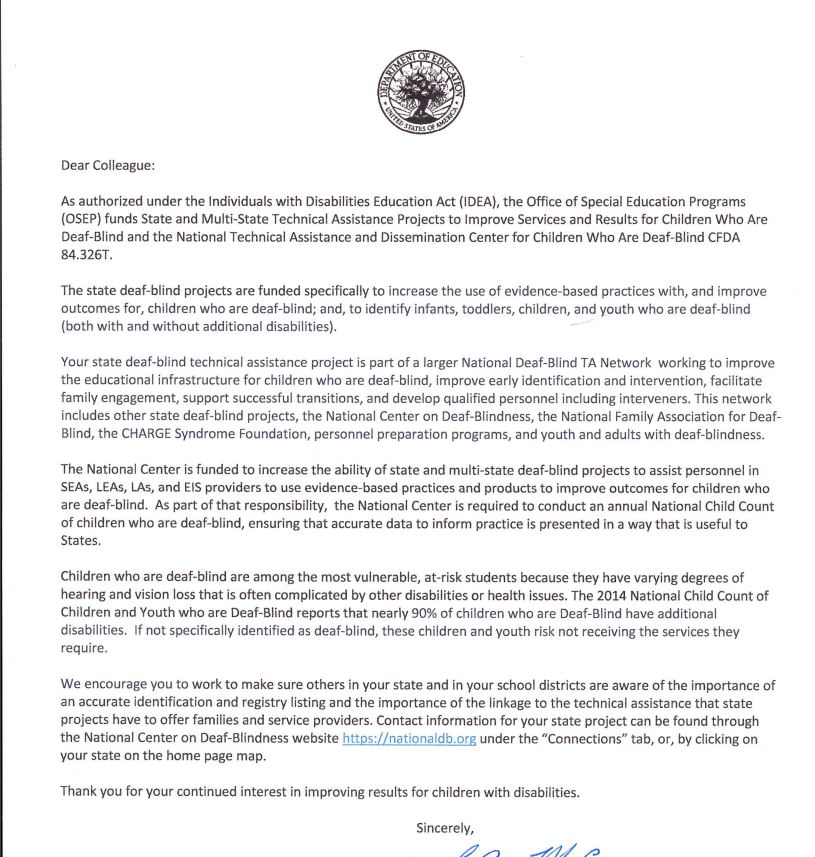 DEPARTMENT OF EDUCATION
UNITED STATES OF AMERICA
Dear Colleague:
As authorized under the Individuals with Disabilities Education Act (IDEA), the Office of Special Education Programs
(OSEP) funds State and Multi-State Technical Assistance Projects to Improve Services and Results for Children Who Are
Deaf-Blind and the National Technical Assistance and Dissemination Center for Children Who Are Deaf-Blind CFDA
84.326T.
The state deaf-blind projects are funded specifically to increase the use of evidence-based practices with, and improve
outcomes for, children who are deaf-blind; and, to identify infants, toddlers, children, and youth who are deaf-blind
(both with and without additional disabilities).
Your state deaf-blind technical assistance project is part of a larger National Deaf-Blind TA Network working to improve
the educational infrastructure for children who are deaf-blind, improve early identification and intervention, facilitate
family engagement, support successful transitions, and develop qualified personnel including interveners. This network
includes other state deaf-blind projects, the National Center on Deaf-Blindness, the National Family Association for Deaf-
Blind, the CHARGE Syndrome Foundation, personnel preparation programs, and youth and adults with deaf-blindness.
The National Center is funded to increase the ability of state and multi-state deaf-blind projects to assist personnel in
SEAs, LEAs, LAs, and EIS providers to use evidence-based practices and products to improve outcomes for children who
are deaf-blind. As part of that responsibility, the National Center is required to conduct an annual National Child Count
of children who are deaf-blind, ensuring that accurate data to inform practice is presented in a way that is useful to
States.
Children who are deaf-blind are among the most vulnerable, at-risk students because they have varying degrees of
hearing and vision loss that is often complicated by other disabilities or health issues. The 2014 National Child Count of
Children and Youth who are Deaf-Blind reports that nearly 90% of children who are Deaf-Blind have additional
disabilities. If not specifically identified as deaf-blind, these children and youth risk not receiving the services they
require.
We encourage you to work to make sure others in your state and in your school districts are aware of the importance of
an accurate identification and registry listing and the importance of the linkage to the technical assistance that state
projects have to offer families and service providers. Contact information for your state project can be found through
the National Center on Deaf-Blindness website https://nationaldb.org under the “Connections” tab, or, by clicking on
your state on the home page map.
Thank you for your continued interest in improving results for children with disabilities.
Sincerely,